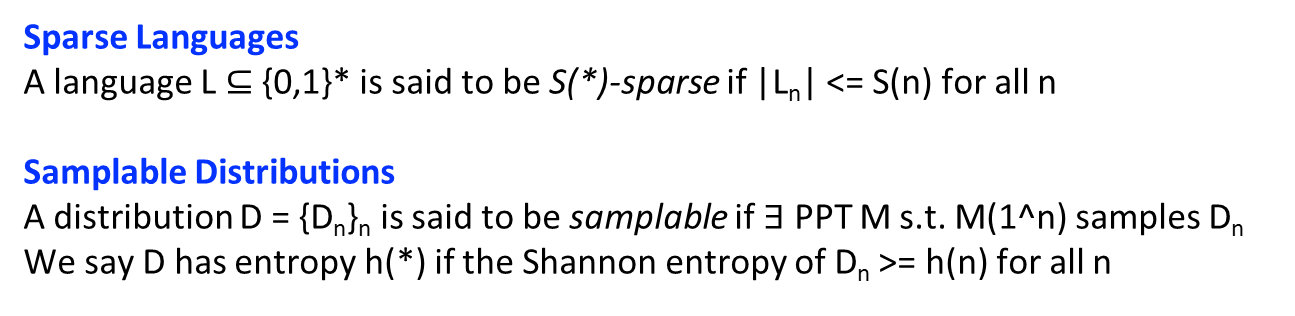 Sparse Languages
A language L ⊆ {0,1}* is said to be S(*)-sparse if |Lₙ| <= S(n) for all n
Samplable Distributions
A distribution D = {Dₙ}ₙ is said to be samplable if ∃ PPT M s.t. M(1^n) samples Dₙ
We say D has entropy h(*) if the Shannon entropy of Dₙ >= h(n) for all n